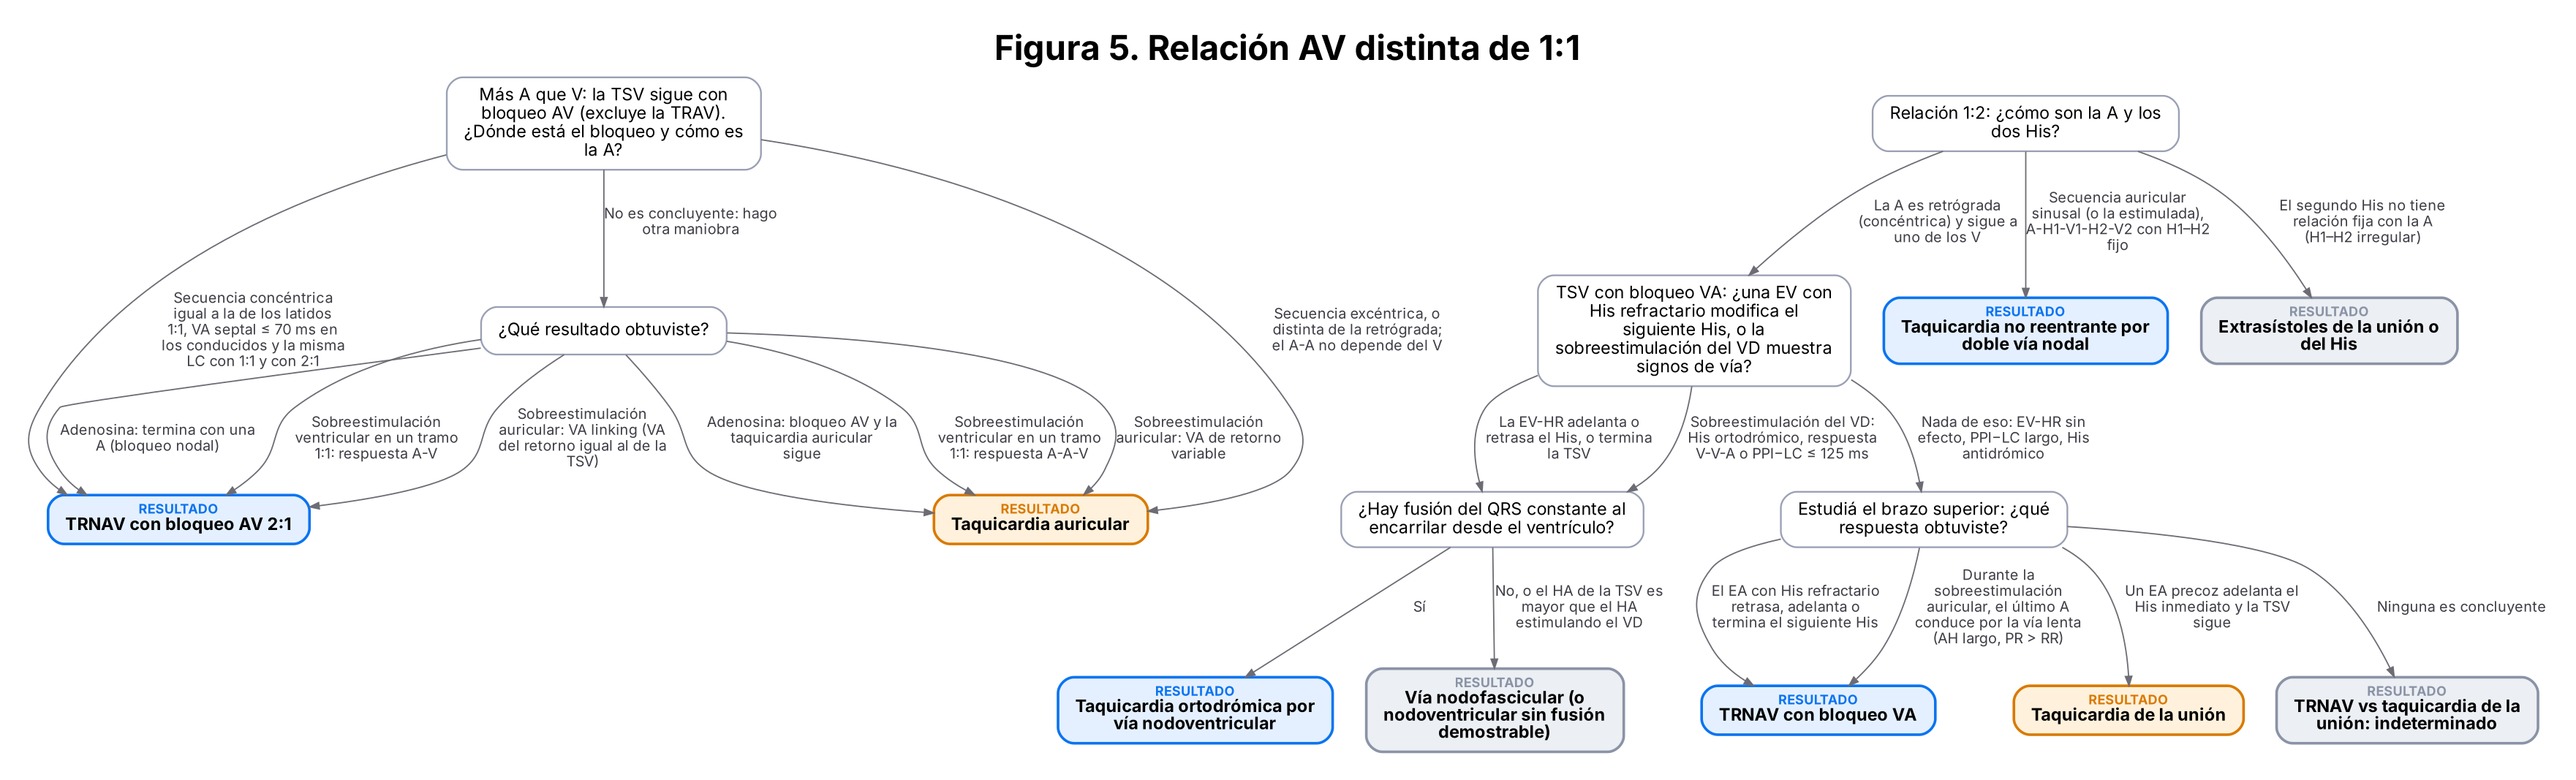 Figura 5. Relación AV distinta de 1:1
Más A que V: la TSV sigue con
bloqueo AV (excluye la TRAV).
¿Dónde está el bloqueo y cómo es
la A?
No es concluyente: hago
otra maniobra
Secuencia concéntrica
igual a la de los latidos
1:1, VA septal ≤ 70 ms en
los conducidos y la misma
LC con 1:1 y con 2:1
Secuencia excéntrica, o
distinta de la retrógrada;
el A-A no depende del V
¿Qué resultado obtuviste?
Adenosina: termina con una
A (bloqueo nodal)
Sobreestimulación
ventricular en un tramo
1:1: respuesta A-V
Sobreestimulación
auricular: VA linking (VA
del retorno igual al de la
TSV)
Adenosina: bloqueo AV y la
taquicardia auricular
sigue
Sobreestimulación
ventricular en un tramo
1:1: respuesta A-A-V
Sobreestimulación
auricular: VA de retorno
variable
RESULTADO
TRNAV con bloqueo AV 2:1
RESULTADO
Taquicardia auricular
Relación 1:2: ¿cómo son la A y los
dos His?
La A es retrógrada
(concéntrica) y sigue a
uno de los V
Secuencia auricular
sinusal (o la estimulada),
A-H1-V1-H2-V2 con H1–H2
fijo
El segundo His no tiene
relación fija con la A
(H1–H2 irregular)
TSV con bloqueo VA: ¿una EV con
His refractario modifica el
siguiente His, o la
sobreestimulación del VD muestra
signos de vía?
RESULTADO
Taquicardia no reentrante por
doble vía nodal
RESULTADO
Extrasístoles de la unión o
del His
La EV-HR adelanta o
retrasa el His, o termina
la TSV
Sobreestimulación del VD:
His ortodrómico, respuesta
V-V-A o PPI−LC ≤ 125 ms
Nada de eso: EV-HR sin
efecto, PPI−LC largo, His
antidrómico
¿Hay fusión del QRS constante al
encarrilar desde el ventrículo?
Estudiá el brazo superior: ¿qué
respuesta obtuviste?
Sí
No, o el HA de la TSV es
mayor que el HA
estimulando el VD
El EA con His refractario
retrasa, adelanta o
termina el siguiente His
Durante la
sobreestimulación
auricular, el último A
conduce por la vía lenta
(AH largo, PR > RR)
Un EA precoz adelanta el
His inmediato y la TSV
sigue
Ninguna es concluyente
RESULTADO
Taquicardia ortodrómica por
vía nodoventricular
RESULTADO
Vía nodofascicular (o
nodoventricular sin fusión
demostrable)
RESULTADO
TRNAV con bloqueo VA
RESULTADO
Taquicardia de la unión
RESULTADO
TRNAV vs taquicardia de la
unión: indeterminado